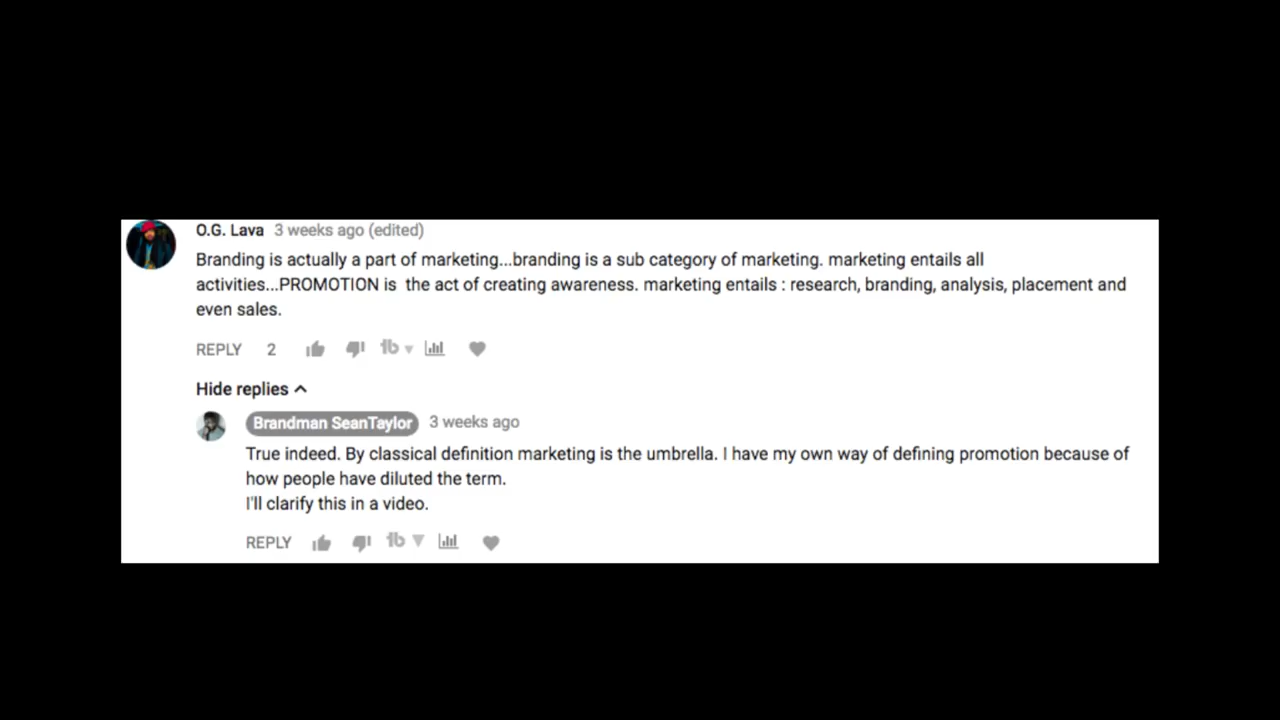 O.G. Lava 3 weeks ago (edited)
Branding is actually a part of marketing...branding is a sub category of marketing. marketing entails all
activities...PROMOTION is the act of creating awareness. marketing entails : research, branding, analysis, placement and
even sales.
REPLY 2 tb
Hide replies
Brandman SeanTaylor 3 weeks ago
True indeed. By classical definition marketing is the umbrella. I have my own way of defining promotion because of
how people have diluted the term.
I'll clarify this in a video.
REPLY tb